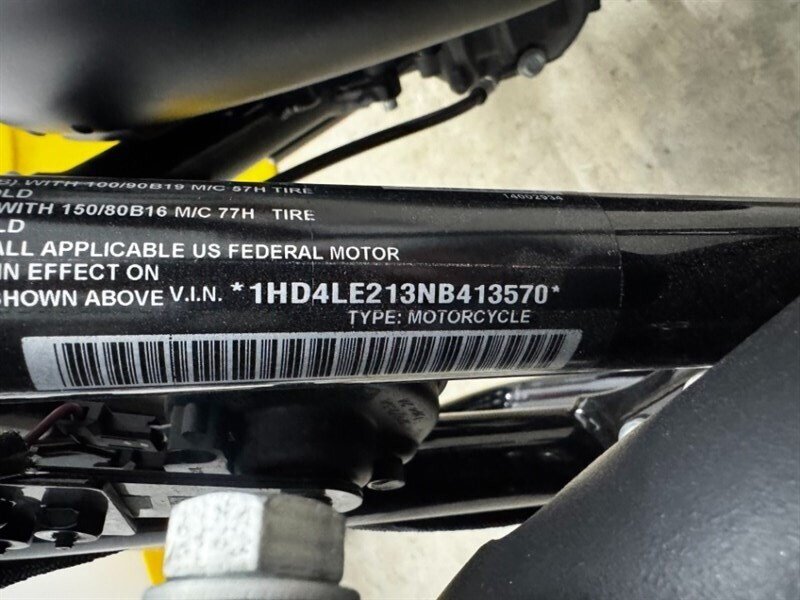 WITH 100/90B19 M/C 57H TIRE
14002934
OLD
WITH 150/80B16 M/C 77H TIRE
LD
ALL APPLICABLE US FEDERAL MOTOR
IN EFFECT ON
SHOWN ABOVE V.I.N. *1HD4LE213NB413570*
TYPE: MOTORCYCLE